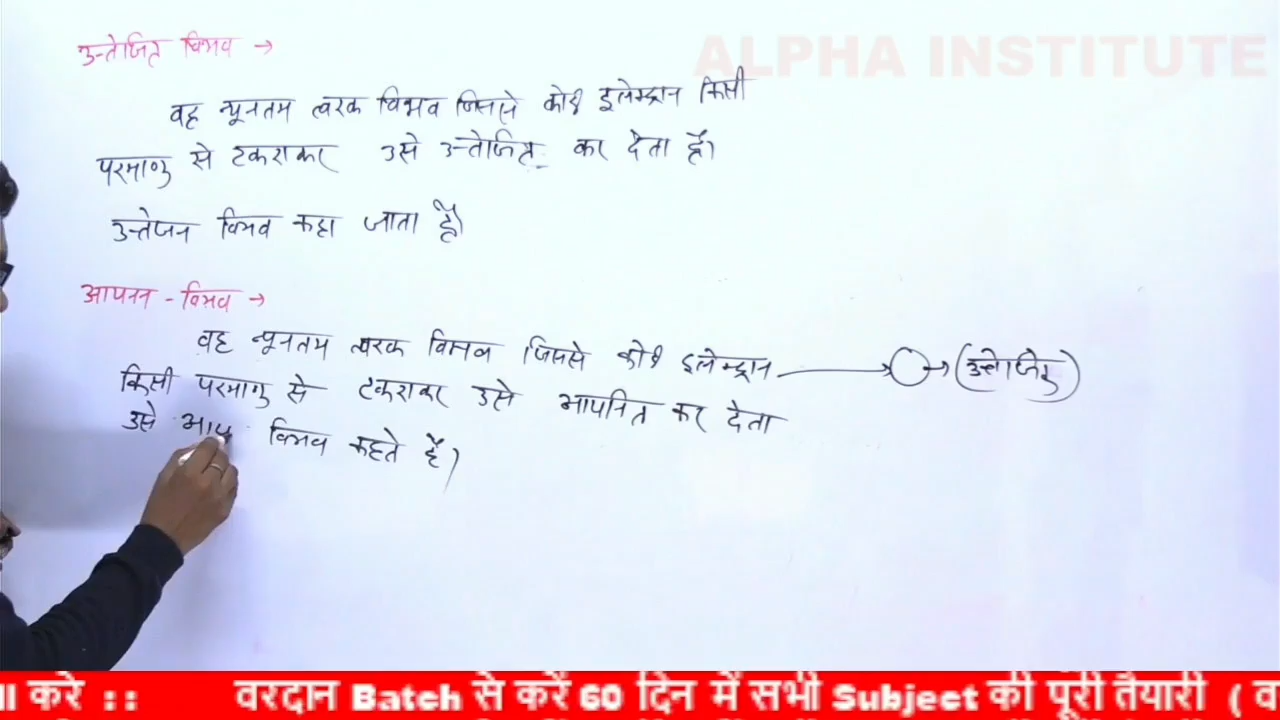 ALPHA INSTITUTE
उत्तेजित विभव →
वह न्यूनतम त्वरक विभव जिससे कोई इलेक्ट्रान किसी
परमाणु से टकराकर उसे उत्तेजित कर देता है।
उत्तेजन विभव कहा जाता है।
आयनन - विभव →
वह न्यूनतम त्वरक विभव जिससे कोई इलेक्ट्रान → (उत्तेजित)
किसी परमाणु से टकराकर उसे आयनित कर देता
उसे आय विभव कहते है।
ll करे : : वरदान Batch से करें 60 दिन में सभी Subject की पूरी तैयारी ( व